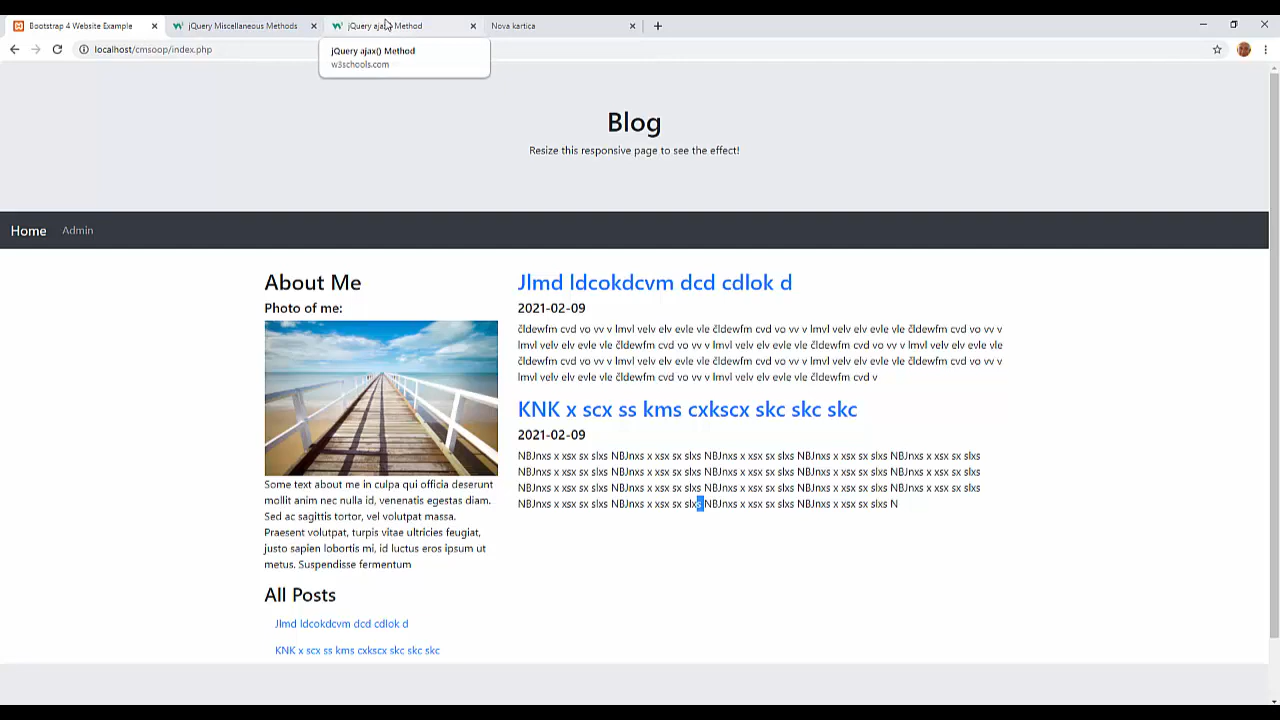 Bootstrap 4 Website Example
jQuery Miscellaneous Methods
jQuery ajax() Method
Nova kartica
localhost/cmsoop/index.php
jQuery ajax() Method
w3schools.com
Blog
Resize this responsive page to see the effect!
Home
Admin
About Me
Photo of me:
Some text about me in culpa qui officia deserunt
mollit anim nec nulla id, venenatis egestas diam.
Sed ac sagittis tortor, vel volutpat massa.
Praesent volutpat, turpis vitae ultricies feugiat,
justo sapien lobortis mi, id luctus eros ipsum ut
metus. Suspendisse fermentum
All Posts
Jlmd ldcokdcvm dcd cdlok d
KNK x scx ss kms cxkscx skc skc skc
Jlmd ldcokdcvm dcd cdlok d
2021-02-09
čldewfm cvd vo vv v lmvl velv elv evle vle čldewfm cvd vo vv v lmvl velv elv evle vle čldewfm cvd vo vv v
lmvl velv elv evle vle čldewfm cvd vo vv v lmvl velv elv evle vle čldewfm cvd vo vv v lmvl velv elv evle vle
čldewfm cvd vo vv v lmvl velv elv evle vle čldewfm cvd vo vv v lmvl velv elv evle vle čldewfm cvd vo vv v
lmvl velv elv evle vle čldewfm cvd vo vv v lmvl velv elv evle vle čldewfm cvd v
KNK x scx ss kms cxkscx skc skc skc
2021-02-09
NBJnxs x xsx sx slxs NBJnxs x xsx sx slxs NBJnxs x xsx sx slxs NBJnxs x xsx sx slxs NBJnxs x xsx sx slxs
NBJnxs x xsx sx slxs NBJnxs x xsx sx slxs NBJnxs x xsx sx slxs NBJnxs x xsx sx slxs NBJnxs x xsx sx slxs
NBJnxs x xsx sx slxs NBJnxs x xsx sx slxs NBJnxs x xsx sx slxs NBJnxs x xsx sx slxs NBJnxs x xsx sx slxs
NBJnxs x xsx sx slxs NBJnxs x xsx sx slxs NBJnxs x xsx sx slxs NBJnxs x xsx sx slxs N